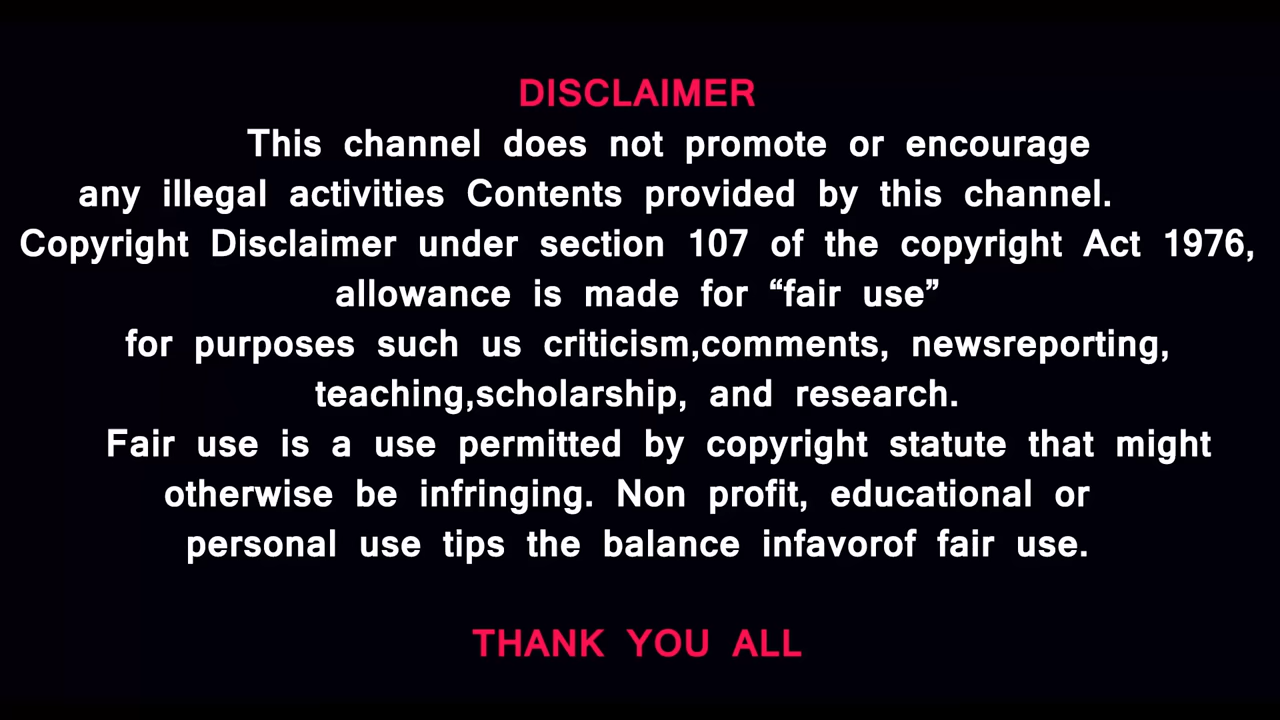 DISCLAIMER
This channel does not promote or encourage
any illegal activities Contents provided by this channel.
Copyright Disclaimer under section 107 of the copyright Act 1976,
allowance is made for “fair use”
for purposes such us criticism,comments, newsreporting,
teaching,scholarship, and research.
Fair use is a use permitted by copyright statute that might
otherwise be infringing. Non profit, educational or
personal use tips the balance infavorof fair use.
THANK YOU ALL